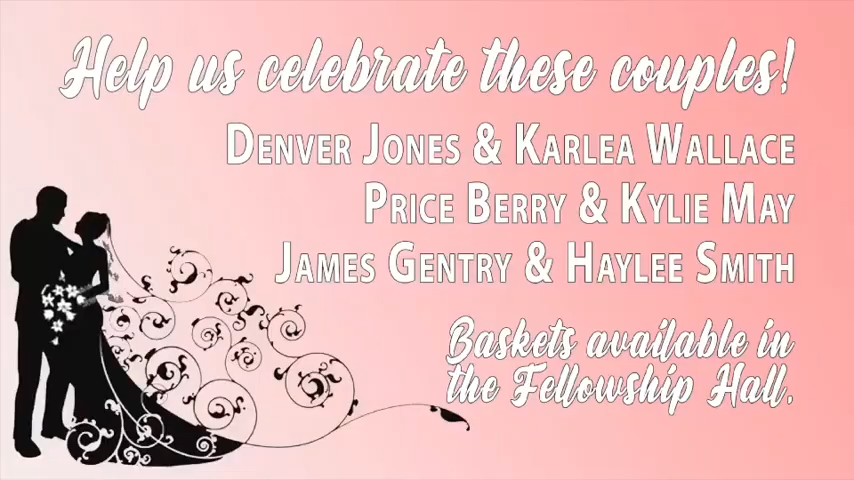 Help us celebrate these couples!
DENVER JONES & KARLEA WALLACE
PRICE BERRY & KYLIE MAY
JAMES GENTRY & HAYLEE SMITH
Baskets available in
the Fellowship Hall.